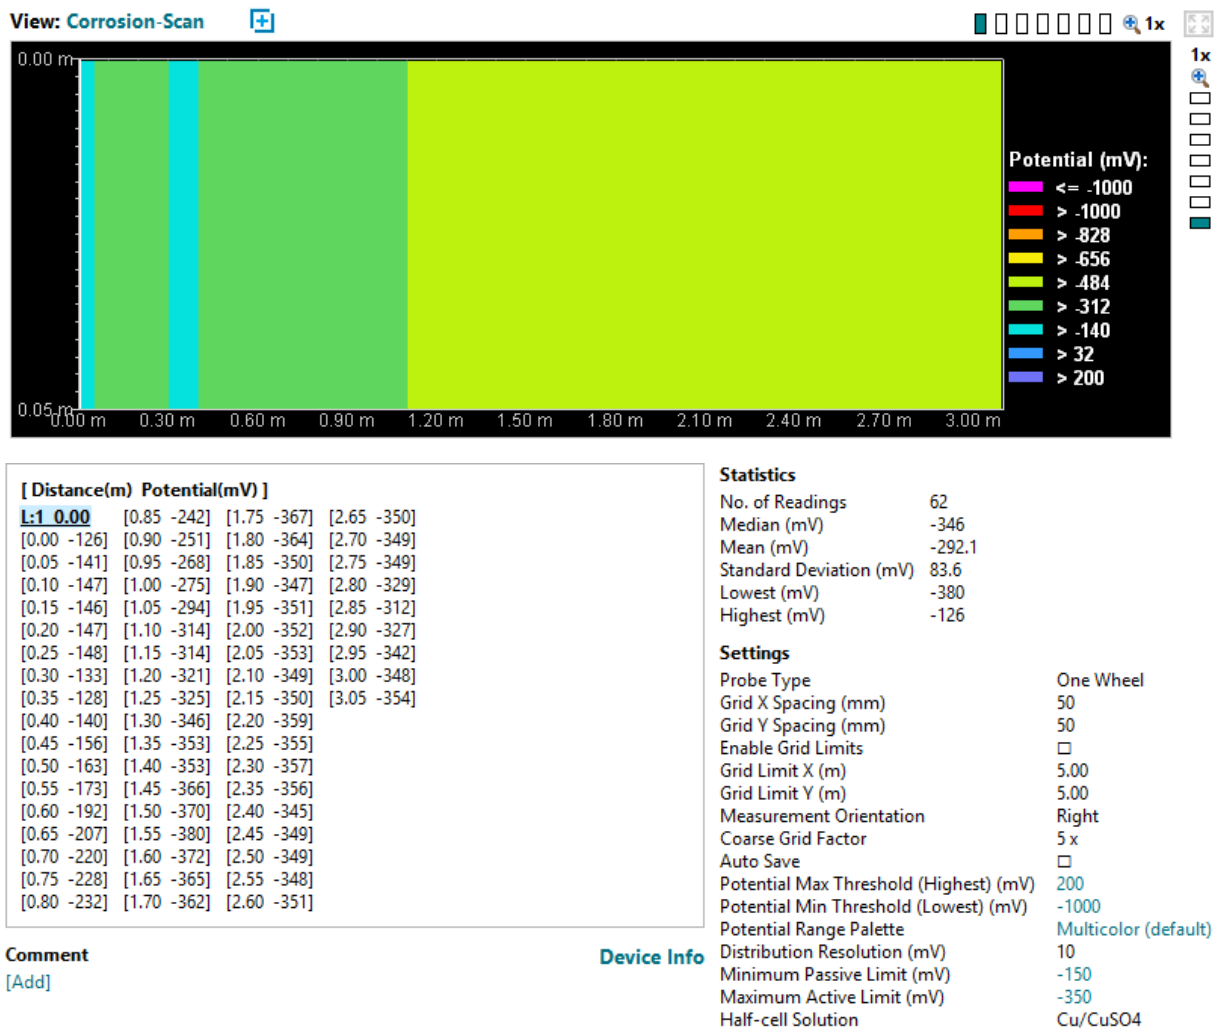 View: Corrosion-Scan
1x
1x
0.00 m
0.05 m
0.00 m 0.30 m 0.60 m 0.90 m 1.20 m 1.50 m 1.80 m 2.10 m 2.40 m 2.70 m 3.00 m
Potential (mV):
<= -1000
> -1000
> -828
> -656
> -484
> -312
> -140
> 32
> 200
[ Distance(m) Potential(mV) ]
L:1 0.00 [0.85 -242] [1.75 -367] [2.65 -350]
[0.00 -126] [0.90 -251] [1.80 -364] [2.70 -349]
[0.05 -141] [0.95 -268] [1.85 -350] [2.75 -349]
[0.10 -147] [1.00 -275] [1.90 -347] [2.80 -329]
[0.15 -146] [1.05 -294] [1.95 -351] [2.85 -312]
[0.20 -147] [1.10 -314] [2.00 -352] [2.90 -327]
[0.25 -148] [1.15 -314] [2.05 -353] [2.95 -342]
[0.30 -133] [1.20 -321] [2.10 -349] [3.00 -348]
[0.35 -128] [1.25 -325] [2.15 -350] [3.05 -354]
[0.40 -140] [1.30 -346] [2.20 -359]
[0.45 -156] [1.35 -353] [2.25 -355]
[0.50 -163] [1.40 -353] [2.30 -357]
[0.55 -173] [1.45 -366] [2.35 -356]
[0.60 -192] [1.50 -370] [2.40 -345]
[0.65 -207] [1.55 -380] [2.45 -349]
[0.70 -220] [1.60 -372] [2.50 -349]
[0.75 -228] [1.65 -365] [2.55 -348]
[0.80 -232] [1.70 -362] [2.60 -351]
Comment
[Add]
Device Info
Statistics
No. of Readings 62
Median (mV) -346
Mean (mV) -292.1
Standard Deviation (mV) 83.6
Lowest (mV) -380
Highest (mV) -126
Settings
Probe Type One Wheel
Grid X Spacing (mm) 50
Grid Y Spacing (mm) 50
Enable Grid Limits
Grid Limit X (m) 5.00
Grid Limit Y (m) 5.00
Measurement Orientation Right
Coarse Grid Factor 5 x
Auto Save
Potential Max Threshold (Highest) (mV) 200
Potential Min Threshold (Lowest) (mV) -1000
Potential Range Palette Multicolor (default)
Distribution Resolution (mV) 10
Minimum Passive Limit (mV) -150
Maximum Active Limit (mV) -350
Half-cell Solution Cu/CuSO4